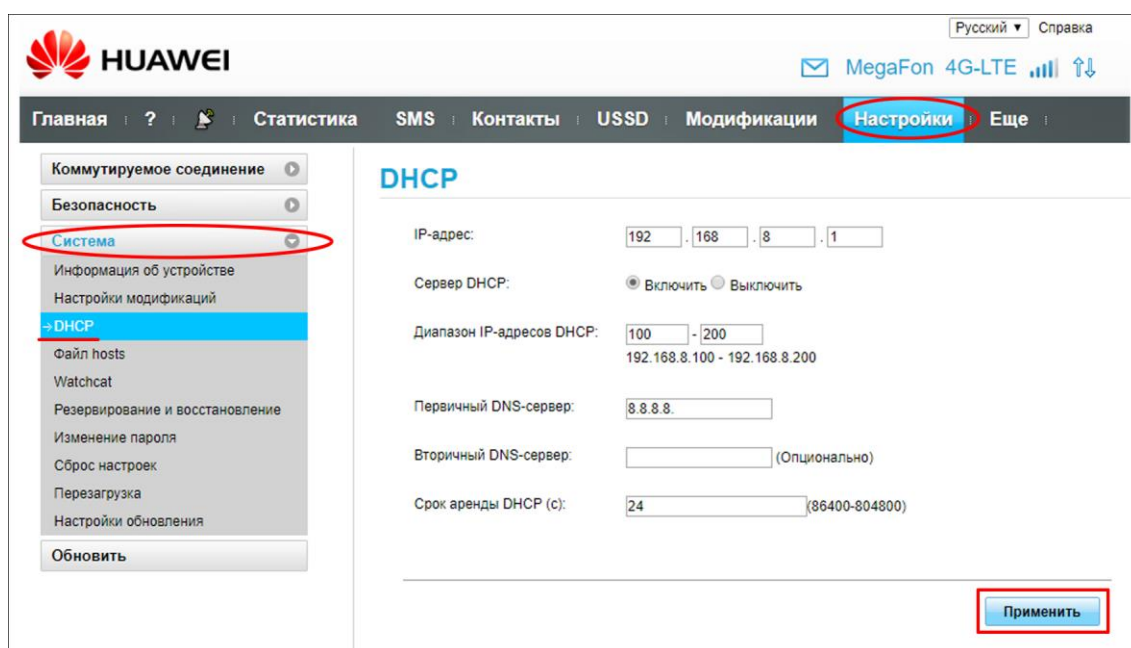 Русский ▼ Справка
HUAWEI
MegaFon 4G-LTE
Главная ? Статистика SMS Контакты USSD Модификации Настройки Еще
Коммутируемое соединение
Безопасность
Система
Информация об устройстве
Настройки модификаций
→DHCP
Файл hosts
Watchcat
Резервирование и восстановление
Изменение пароля
Сброс настроек
Перезагрузка
Настройки обновления
Обновить
DHCP
IP-адрес: 192 . 168 . 8 . 1
Сервер DHCP: Включить Выключить
Диапазон IP-адресов DHCP: 100 - 200
192.168.8.100 - 192.168.8.200
Первичный DNS-сервер: 8.8.8.8.
Вторичный DNS-сервер: (Опционально)
Срок аренды DHCP (с): 24 (86400-804800)
Применить